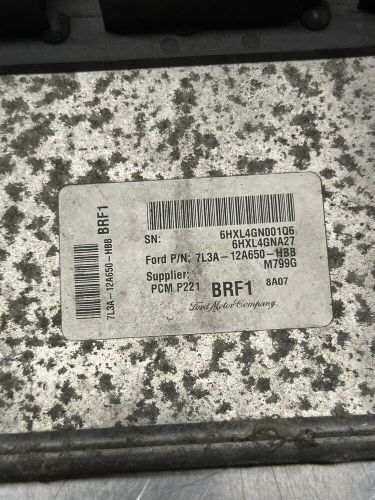 7L3A-12A650-HBB BRF1
SN: 6HXL4GN001Q6
6HXL4GNA27
Ford P/N: 7L3A-12A650-HBB
Supplier: M799G
PCM P221 BRF1 8A07
Ford Motor Company